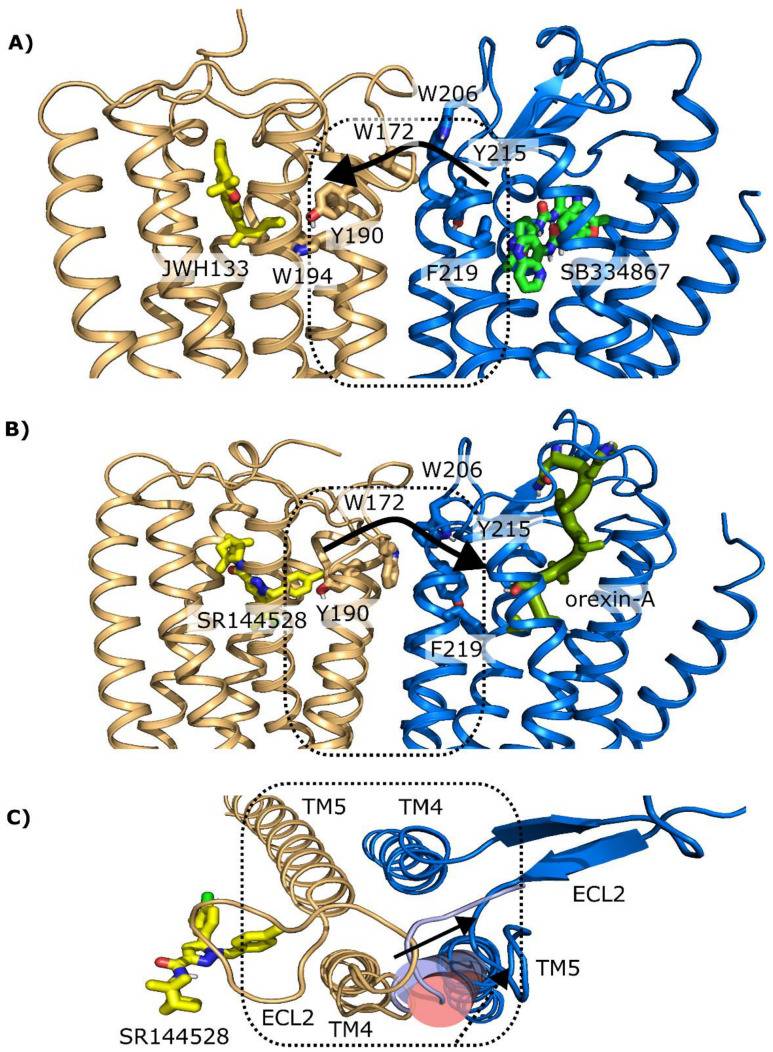 A)
W206
W172
Y215
Y190
JWH133
W194
F219
SB334867
B)
W206
W172
Y215
orexin-A
SR144528
Y190
F219
C)
TM5
TM4
ECL2
TM5
ECL2
TM4
SR144528